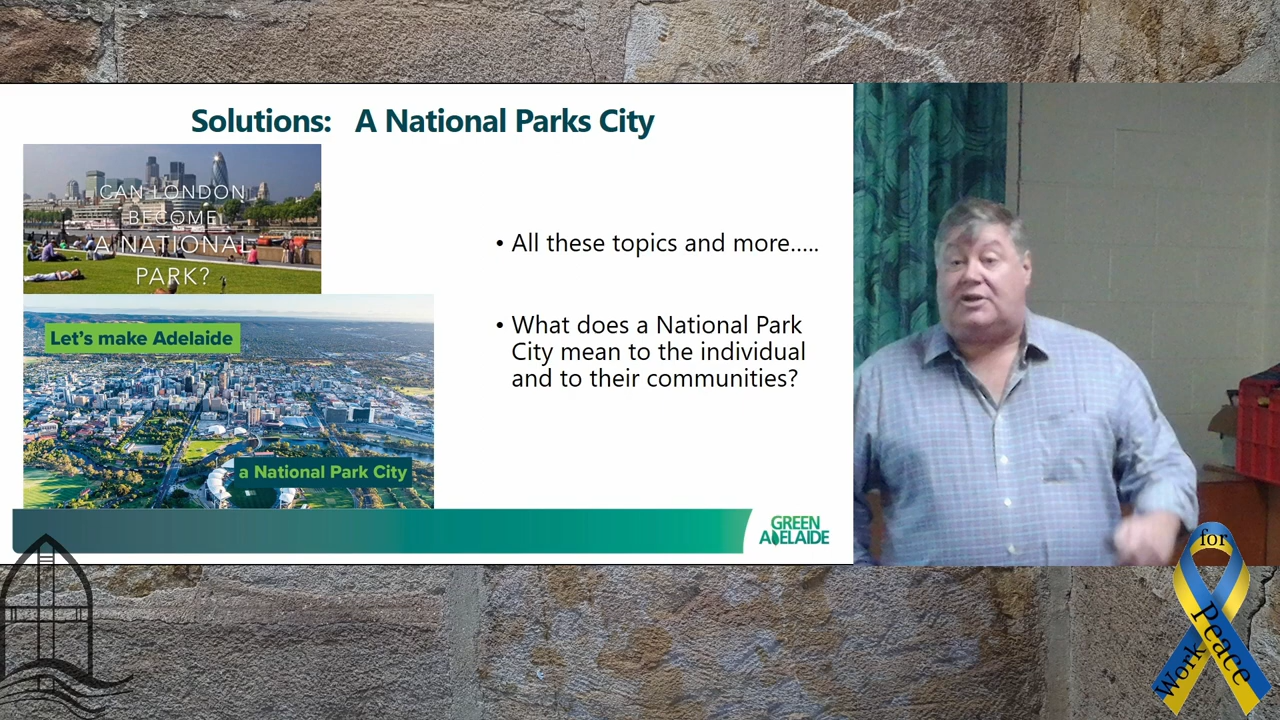 Solutions: A National Parks City
CAN LONDON
BECOME
A NATIONAL
PARK?
Let's make Adelaide
a National Park City
• All these topics and more.....
• What does a National Park
City mean to the individual
and to their communities?
GREEN
ADELAIDE
for
Peace
Work